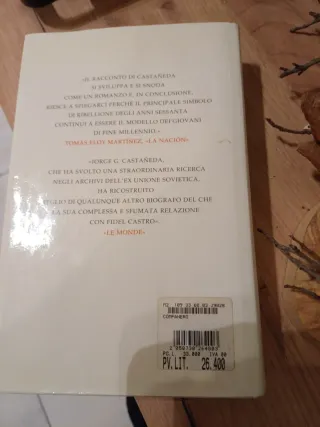 «IL RACCONTO DI CASTAÑEDA
SI SVILUPPA E SI SNODA
COME UN ROMANZO E, IN CONCLUSIONE,
RIESCE A SPIEGARCI PERCHÉ IL PRINCIPALE SIMBOLO
DI RIBELLIONE DEGLI ANNI SESSANTA
CONTINUI A ESSERE IL MODELLO DEI GIOVANI
DI FINE MILLENNIO.»
TOMÁS ELOY MARTÍNEZ, «LA NACIÓN»
«JORGE G. CASTAÑEDA,
CHE HA SVOLTO UNA STRAORDINARIA RICERCA
NEGLI ARCHIVI DELL'EX UNIONE SOVIETICA,
HA RICOSTRUITO
MEGLIO DI QUALUNQUE ALTRO BIOGRAFO DEL CHE
LA SUA COMPLESSA E SFUMATA RELAZIONE
CON FIDEL CASTRO».
«LE MONDE»
COMPANERO
PV.LIT. 26.400